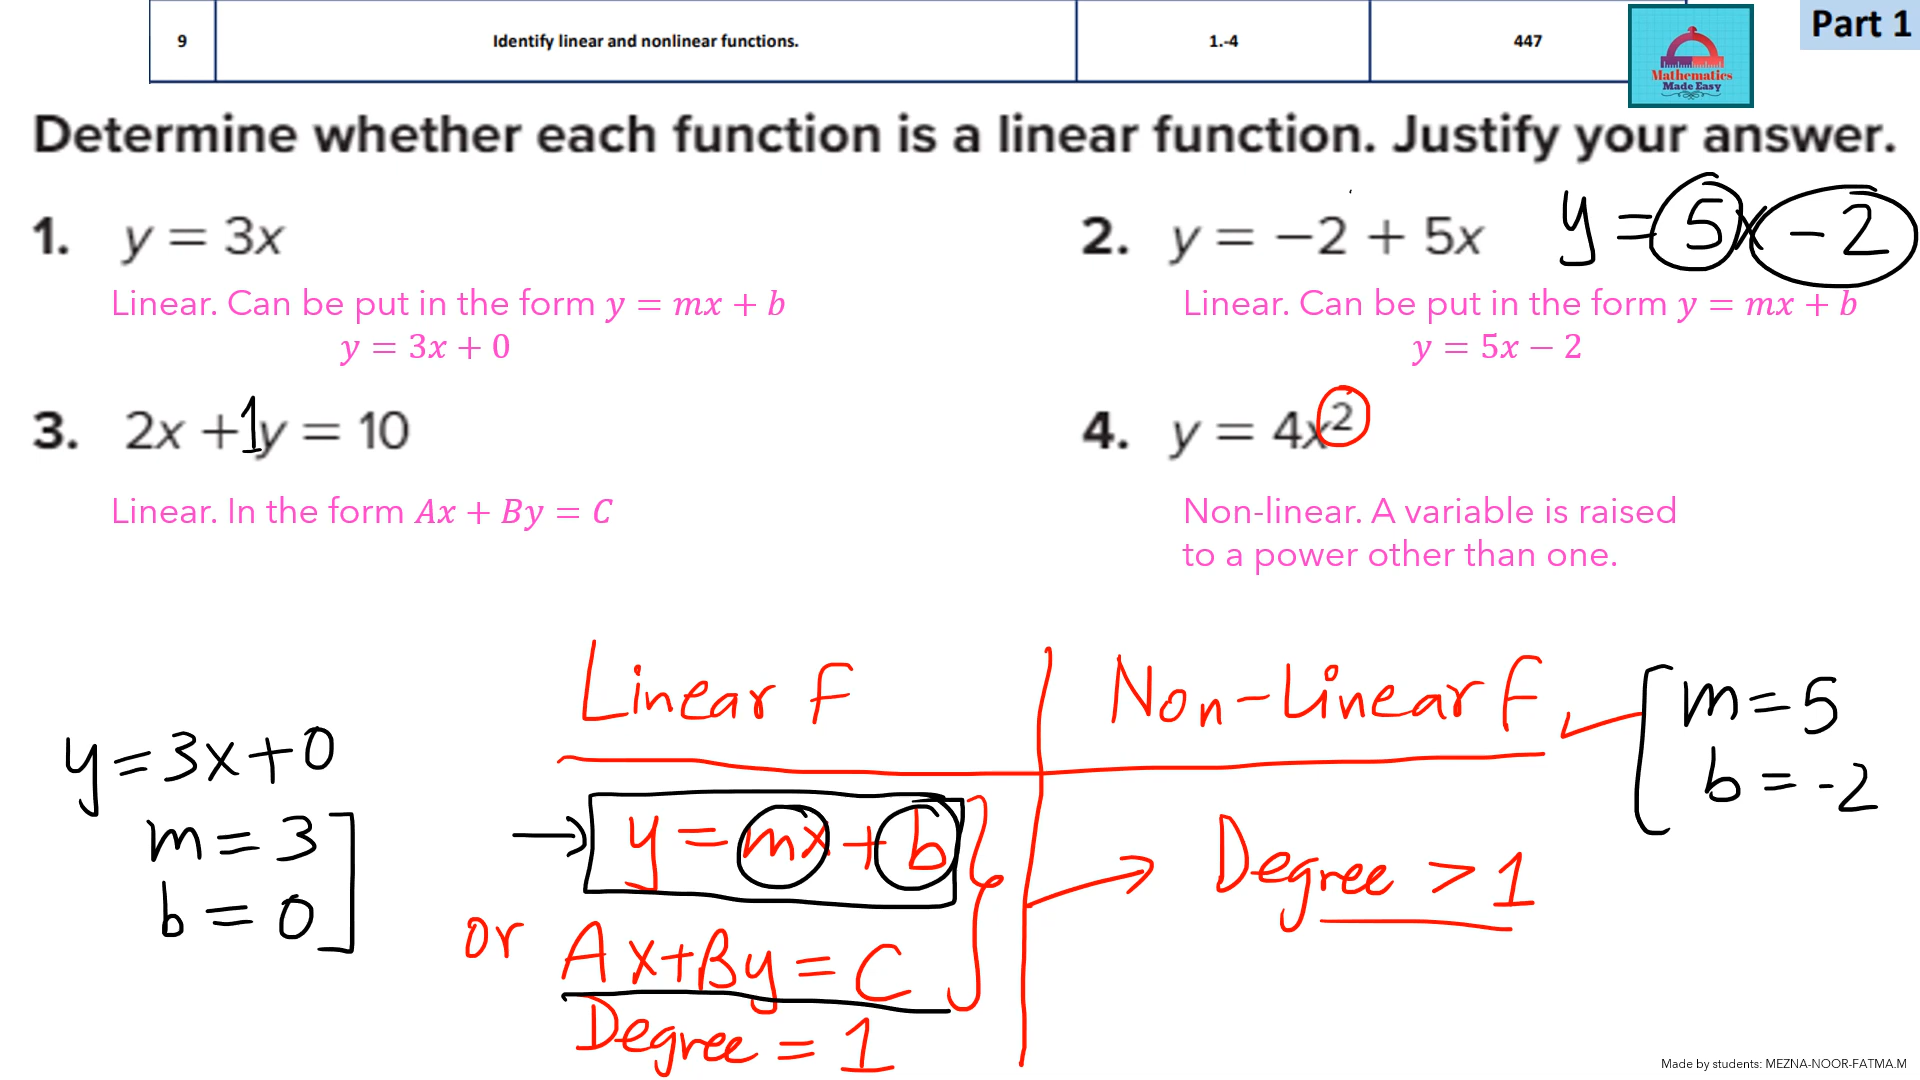 9 Identify linear and nonlinear functions. 1.-4 447
Part 1
Mathematics
Made Easy
Determine whether each function is a linear function. Justify your answer.
1. y = 3x
2. y = −2 + 5x
y = 5x - 2
Linear. Can be put in the form y = mx + b
y = 3x + 0
Linear. Can be put in the form y = mx + b
y = 5x − 2
3. 2x + 1y = 10
4. y = 4x²
Linear. In the form Ax + By = C
Non-linear. A variable is raised
to a power other than one.
y = 3x + 0
m = 3
b = 0
Linear F
y = mx + b
or Ax + By = C
Degree = 1
Non-Linear F
Degree > 1
m = 5
b = -2
Made by students: MEZNA-NOOR-FATMA.M